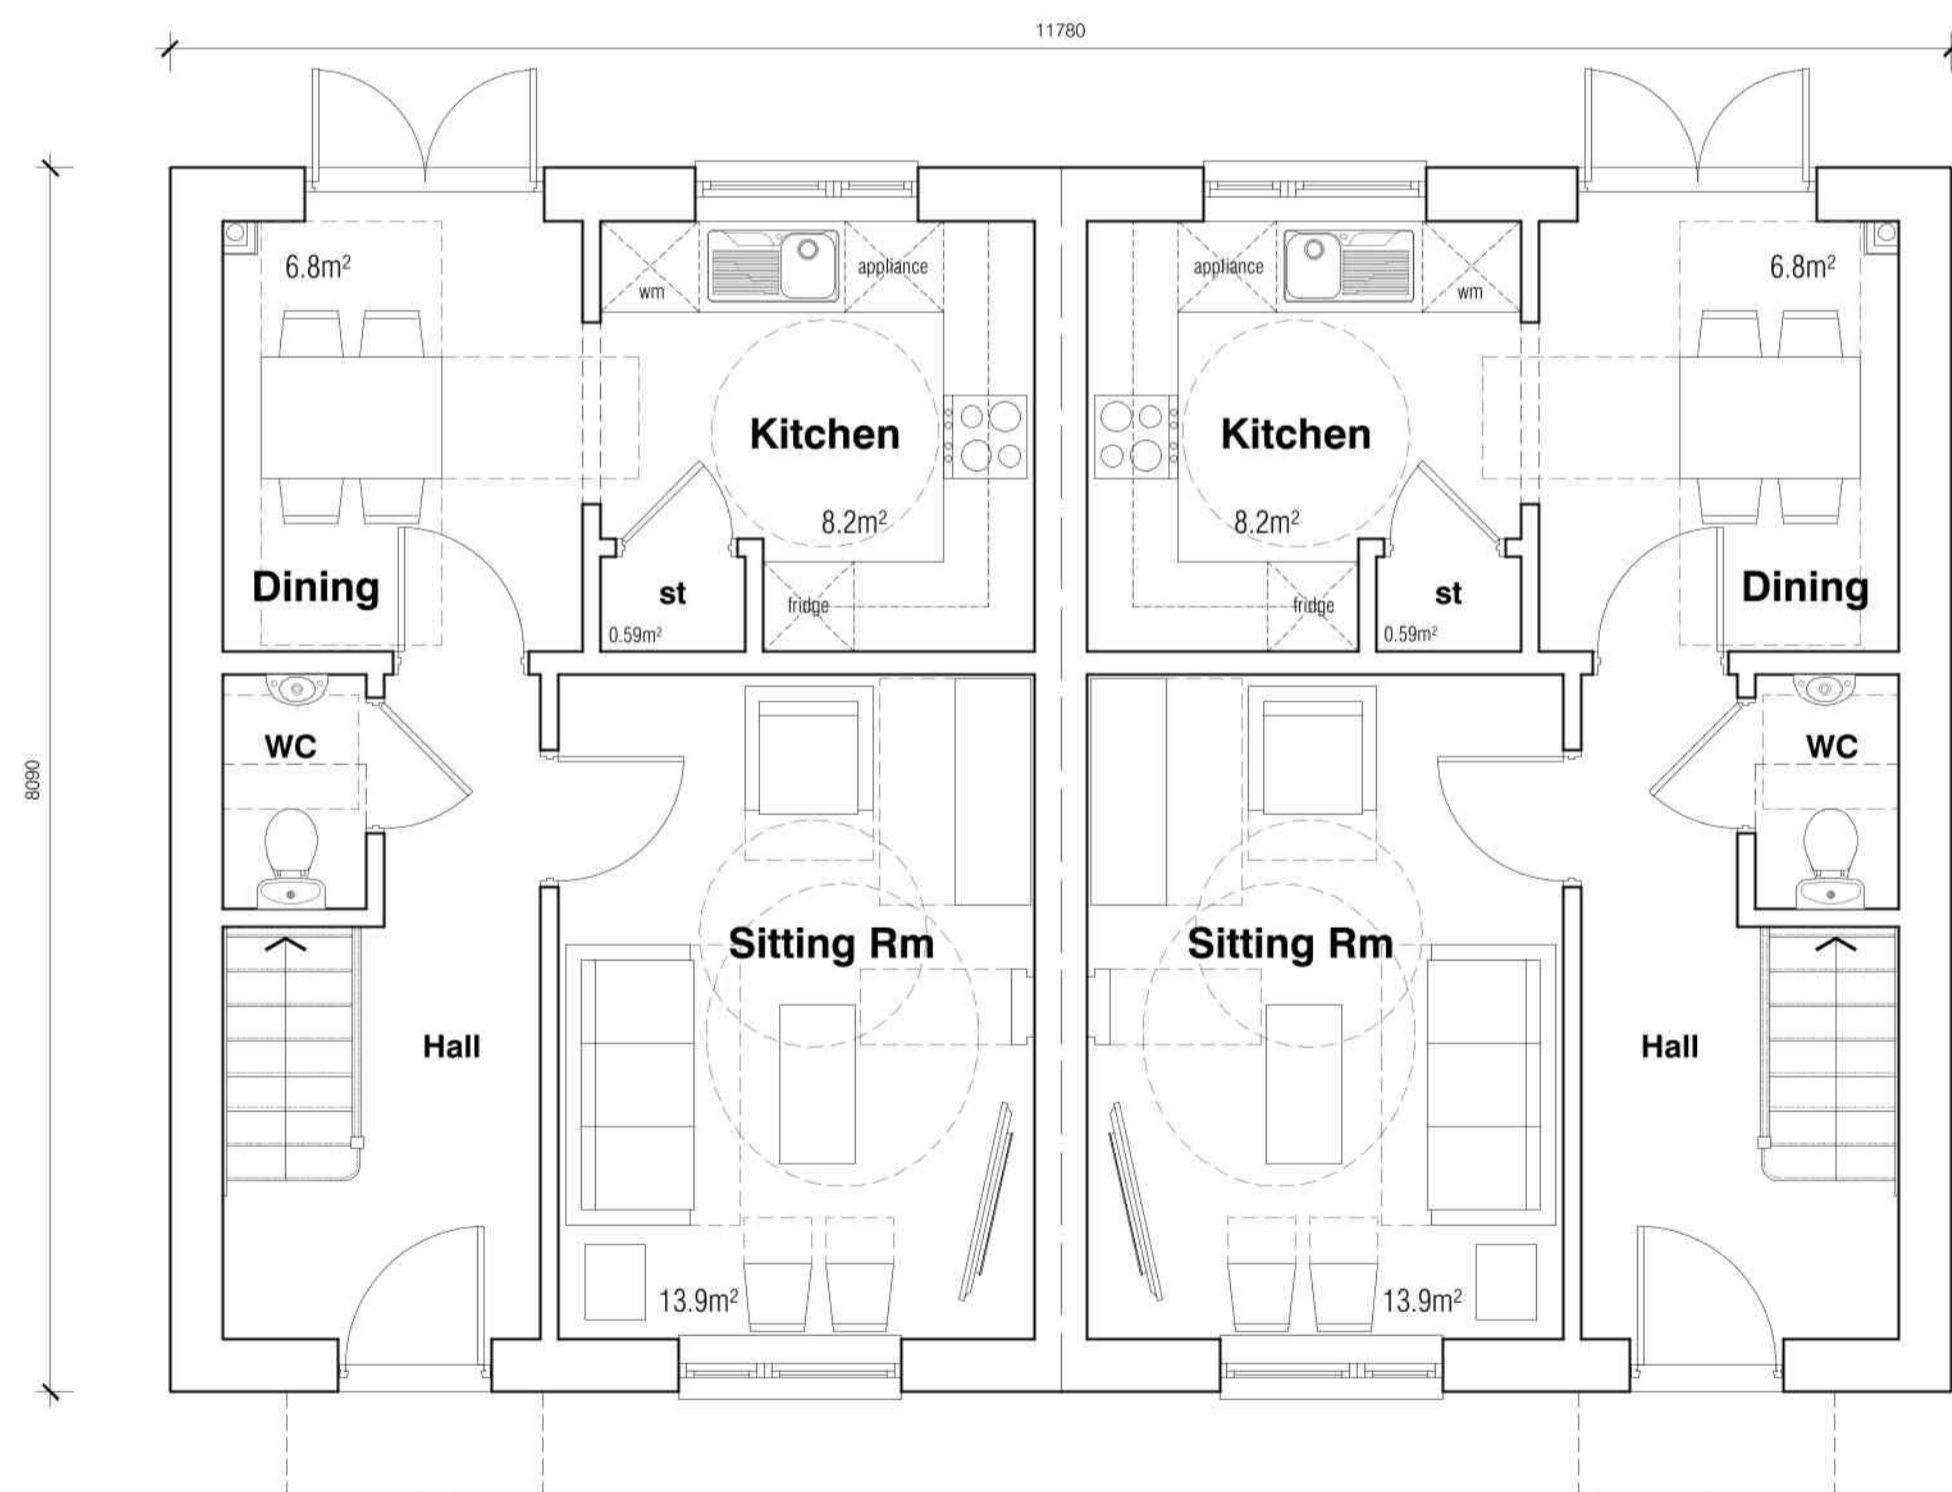 11780
6.8m²
appliance
wm
appliance
wm
6.8m²
Kitchen
Kitchen
8.2m²
8.2m²
Dining
st
fridge
0.59m²
fridge
st
0.59m²
Dining
WC
WC
8090
Sitting Rm
Sitting Rm
Hall
Hall
13.9m²
13.9m²